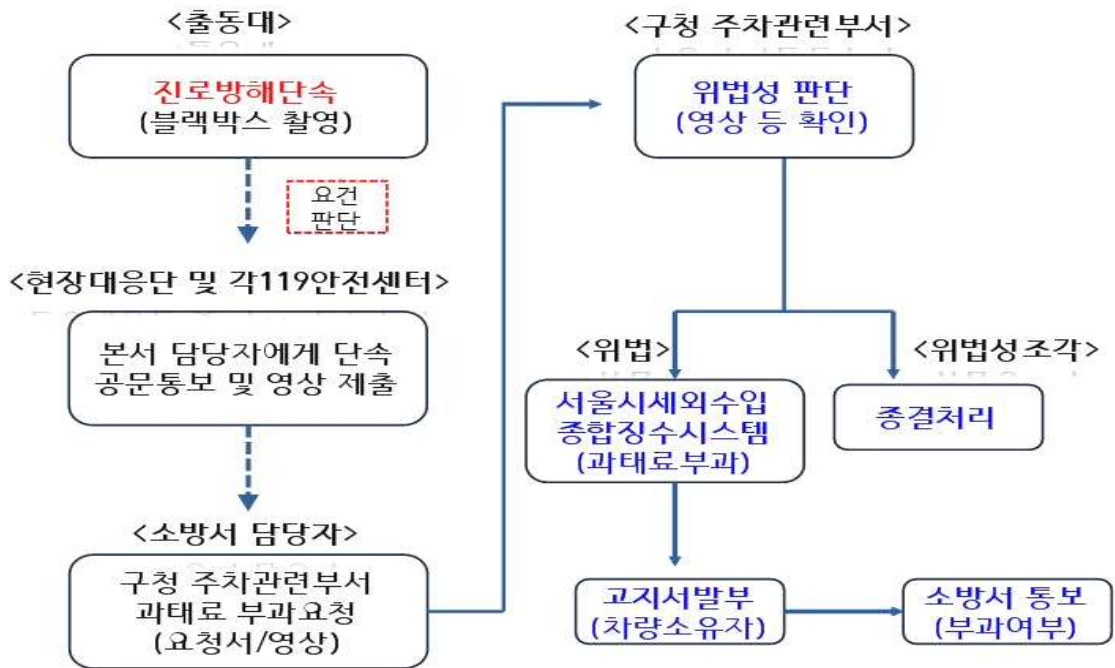 <출동대>
진로방해단속
(블랙박스 촬영)
요건
판단
<현장대응단 및 각119안전센터>
본서 담당자에게 단속
공문통보 및 영상 제출
<소방서 담당자>
구청 주차관련부서
과태료 부과요청
(요청서/영상)
<구청 주차관련부서>
위법성 판단
(영상 등 확인)
<위법>
서울시세외수입
종합징수시스템
(과태료부과)
<위법성조각>
종결처리
고지서발부
(차량소유자)
소방서 통보
(부과여부)